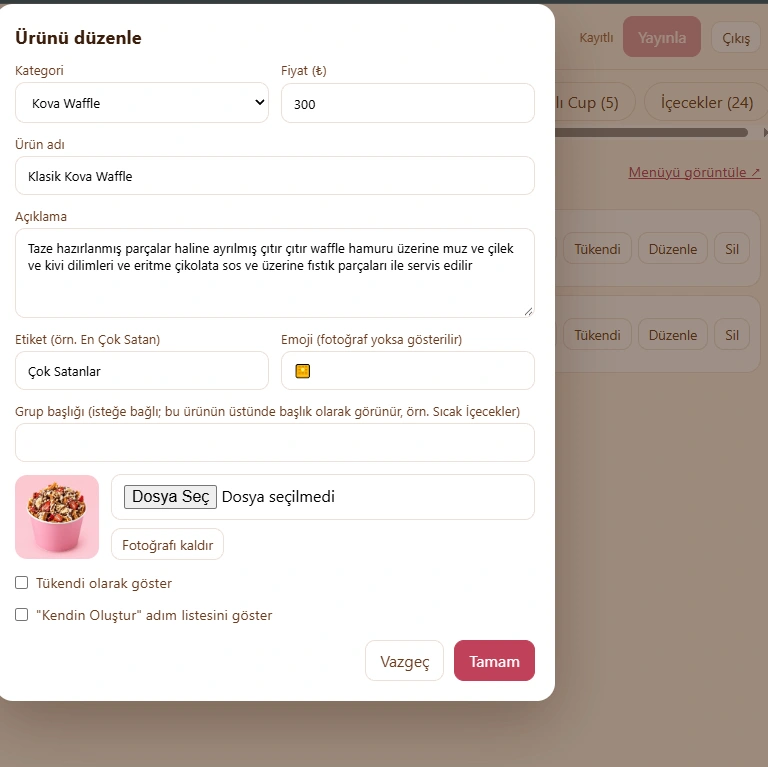 Ürünü düzenle
Kategori
Fiyat (₺)
Kova Waffle
300
Ürün adı
Klasik Kova Waffle
Açıklama
Taze hazırlanmış parçalar haline ayrılmış çıtır çıtır waffle hamuru üzerine muz ve çilek
ve kivi dilimleri ve eritme çikolata sos ve üzerine fıstık parçaları ile servis edilir
Etiket (örn. En Çok Satan)
Emoji (fotoğraf yoksa gösterilir)
Çok Satanlar
Grup başlığı (isteğe bağlı; bu ürünün üstünde başlık olarak görünür, örn. Sıcak İçecekler)
Dosya Seç Dosya seçilmedi
Fotoğrafı kaldır
Tükendi olarak göster
"Kendin Oluştur" adım listesini göster
Vazgeç
Tamam
Kayıtlı
Yayınla
Çıkış
Cup (5)
İçecekler (24)
Menüyü görüntüle ↗
Tükendi
Düzenle
Sil
Tükendi
Düzenle
Sil